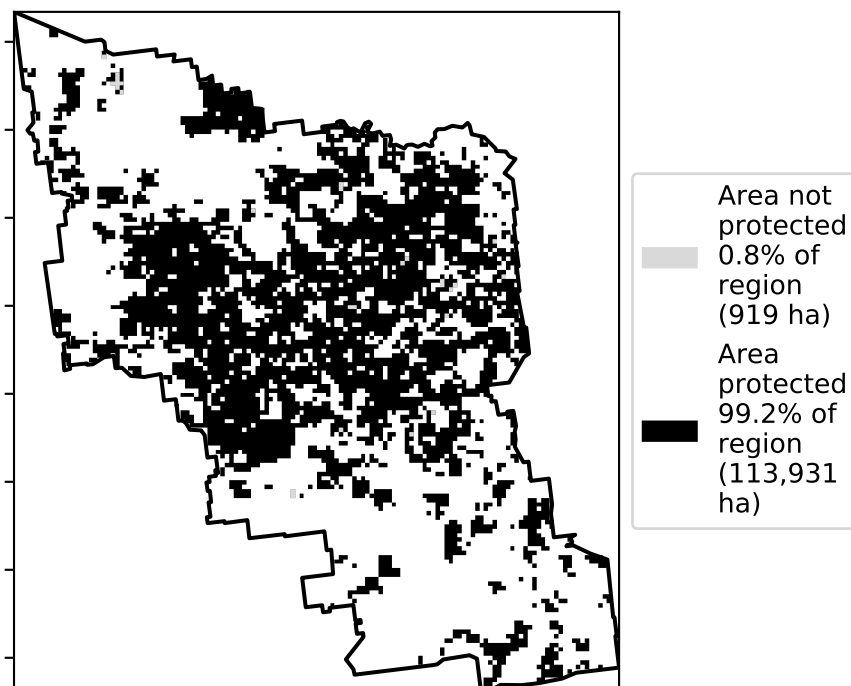 Area not
protected
0.8% of
region
(919 ha)
Area
protected
99.2% of
region
(113,931
ha)